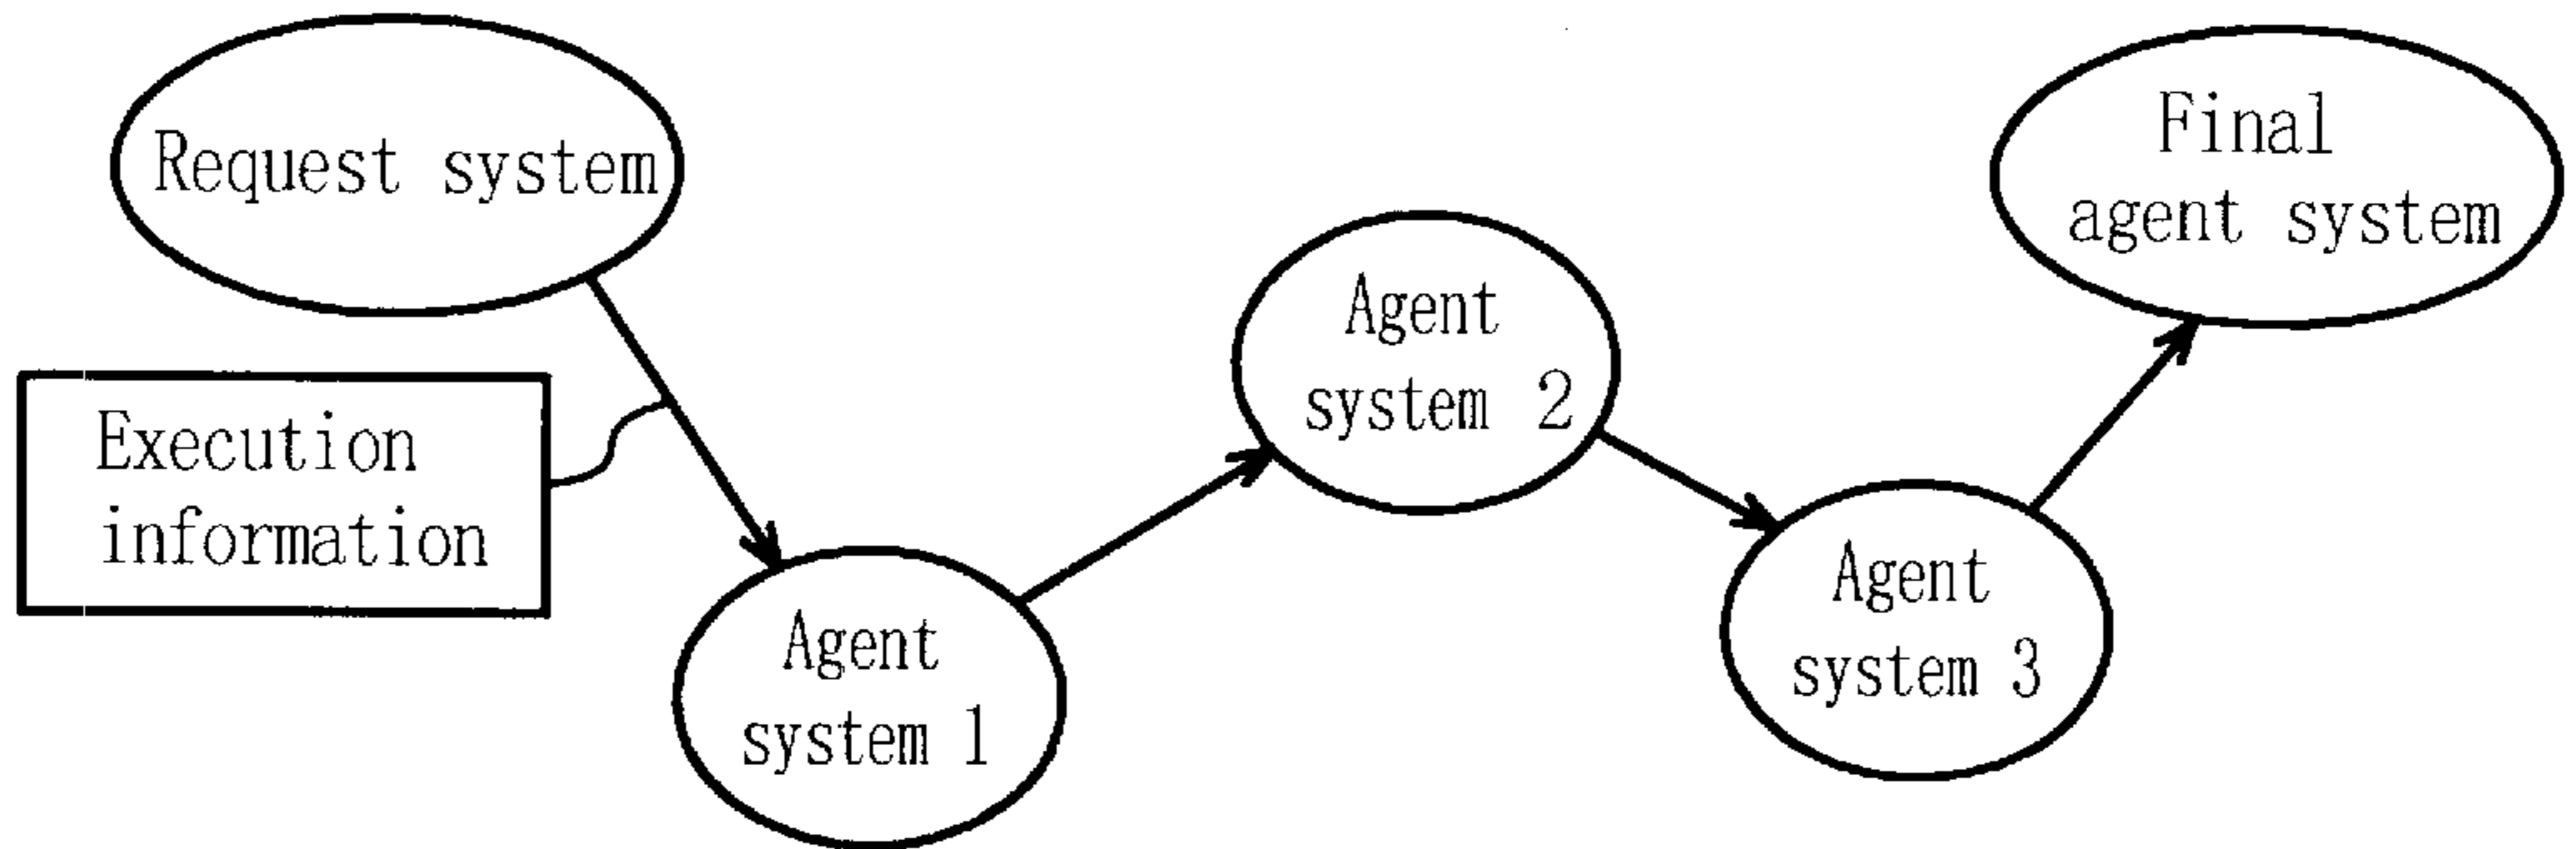 Request system
Final
agent system
Agent
system 2
Execution
information
Agent
system 3
Agent
system 1